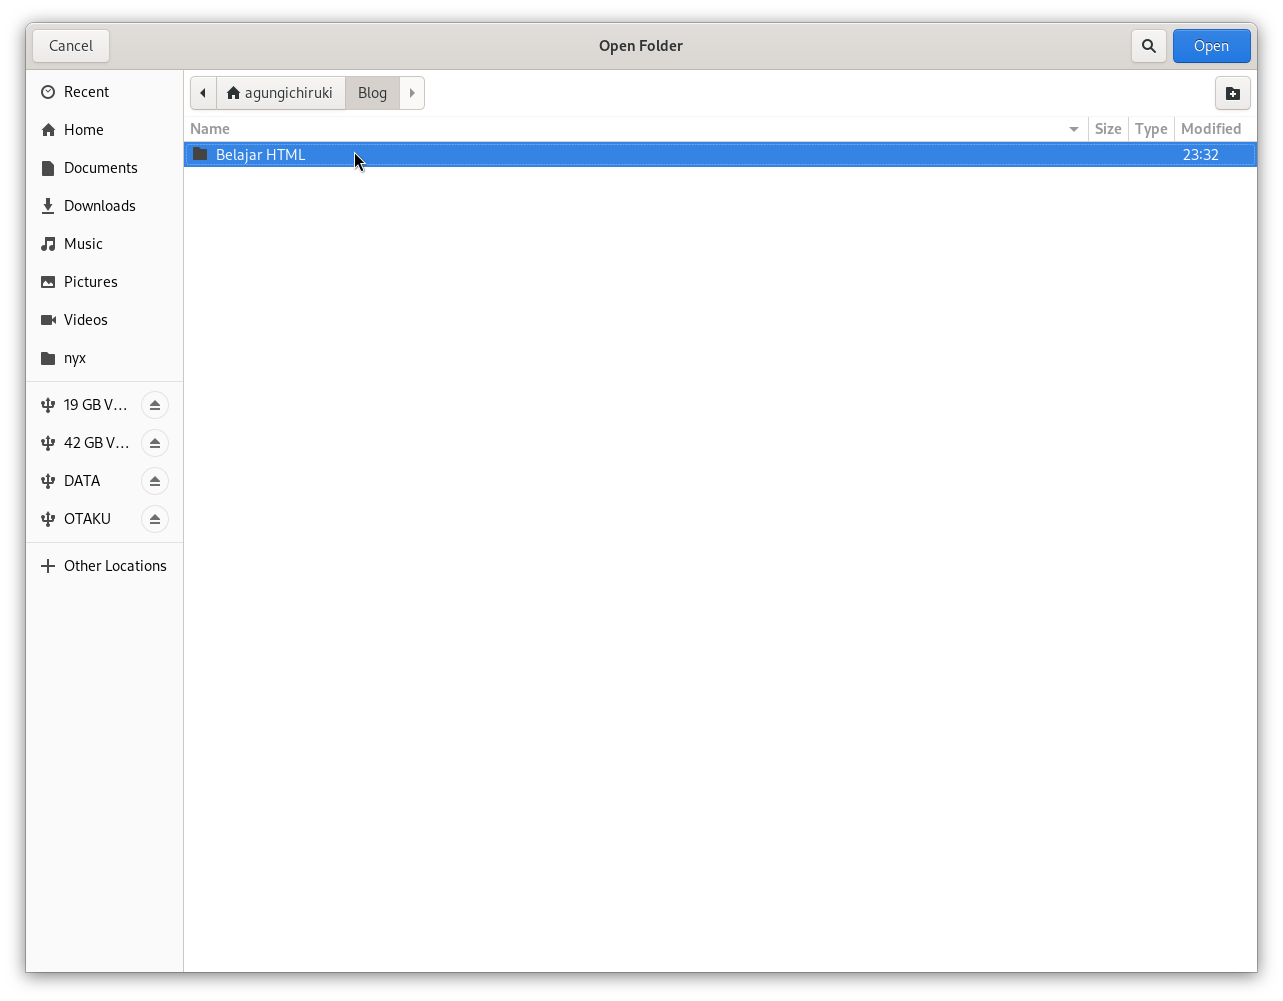 Cancel
Open Folder
Open
Recent
Home
Documents
Downloads
Music
Pictures
Videos
nyx
19 GB V...
42 GB V...
DATA
OTAKU
Other Locations
agungichiruki Blog
Name Size Type Modified
Belajar HTML 23:32